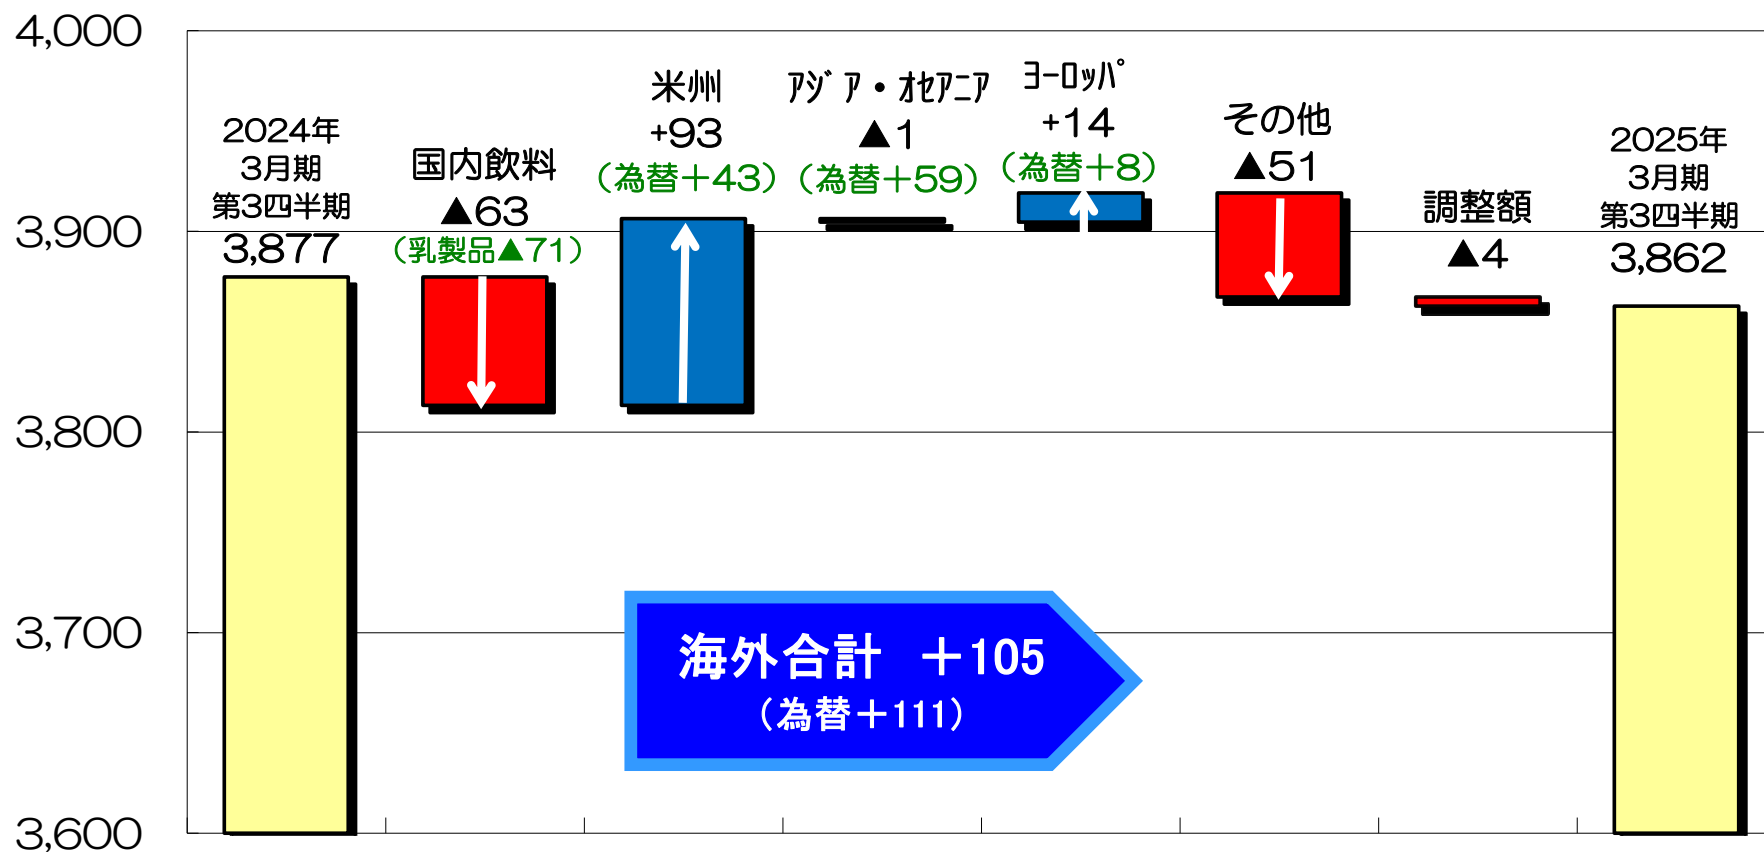 4,000
3,900
3,800
3,700
3,600
2024年
3月期
第3四半期
3,877
国内飲料
▲63
(乳製品▲71)
米州
+93
(為替+43)
ｱｼﾞｱ・ｵｾｱﾆｱ
▲1
(為替+59)
ﾖｰﾛｯﾊﾟ
+14
(為替+8)
その他
▲51
調整額
▲4
2025年
3月期
第3四半期
3,862
海外合計 +105
(為替+111)